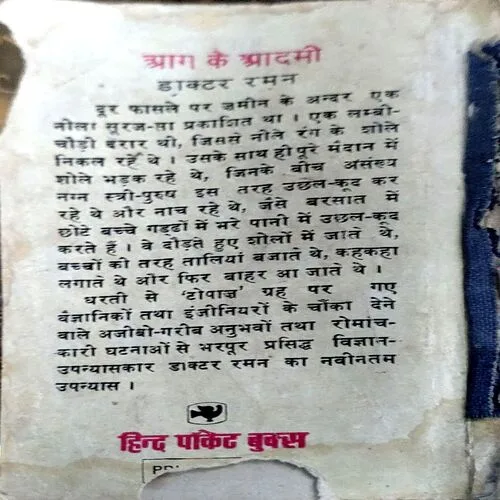 आग के आदमी
डाक्टर रमन
दूर फासले पर ज़मीन के अन्दर एक
नीला सूरज-सा प्रकाशित था। एक लम्बी-
चौड़ी दरार थी, जिससे नीले रंग के शोले
निकल रहे थे। उसके साथ ही पूरे मैदान में
शोले भड़क रहे थे, जिनके बीच असंख्य
नग्न स्त्री-पुरुष इस तरह उछल-कूद कर
रहे थे और नाच रहे थे, जैसे बरसात में
छोटे बच्चे गड्ढों में भरे पानी में उछल-कूद
करते हैं। वे दौड़ते हुए शोलों में जाते थे,
बच्चों की तरह तालियां बजाते थे, कहकहा
लगाते थे और फिर बाहर आ जाते थे।
धरती से 'टोपाज़' ग्रह पर गए
वैज्ञानिकों तथा इंजीनियरों के चौंका देने
वाले अजीबो-गरीब अनुभवों तथा रोमांच-
कारी घटनाओं से भरपूर प्रसिद्ध विज्ञान-
उपन्यासकार डाक्टर रमन का नवीनतम
उपन्यास।
हिन्द पॉकेट बुक्स